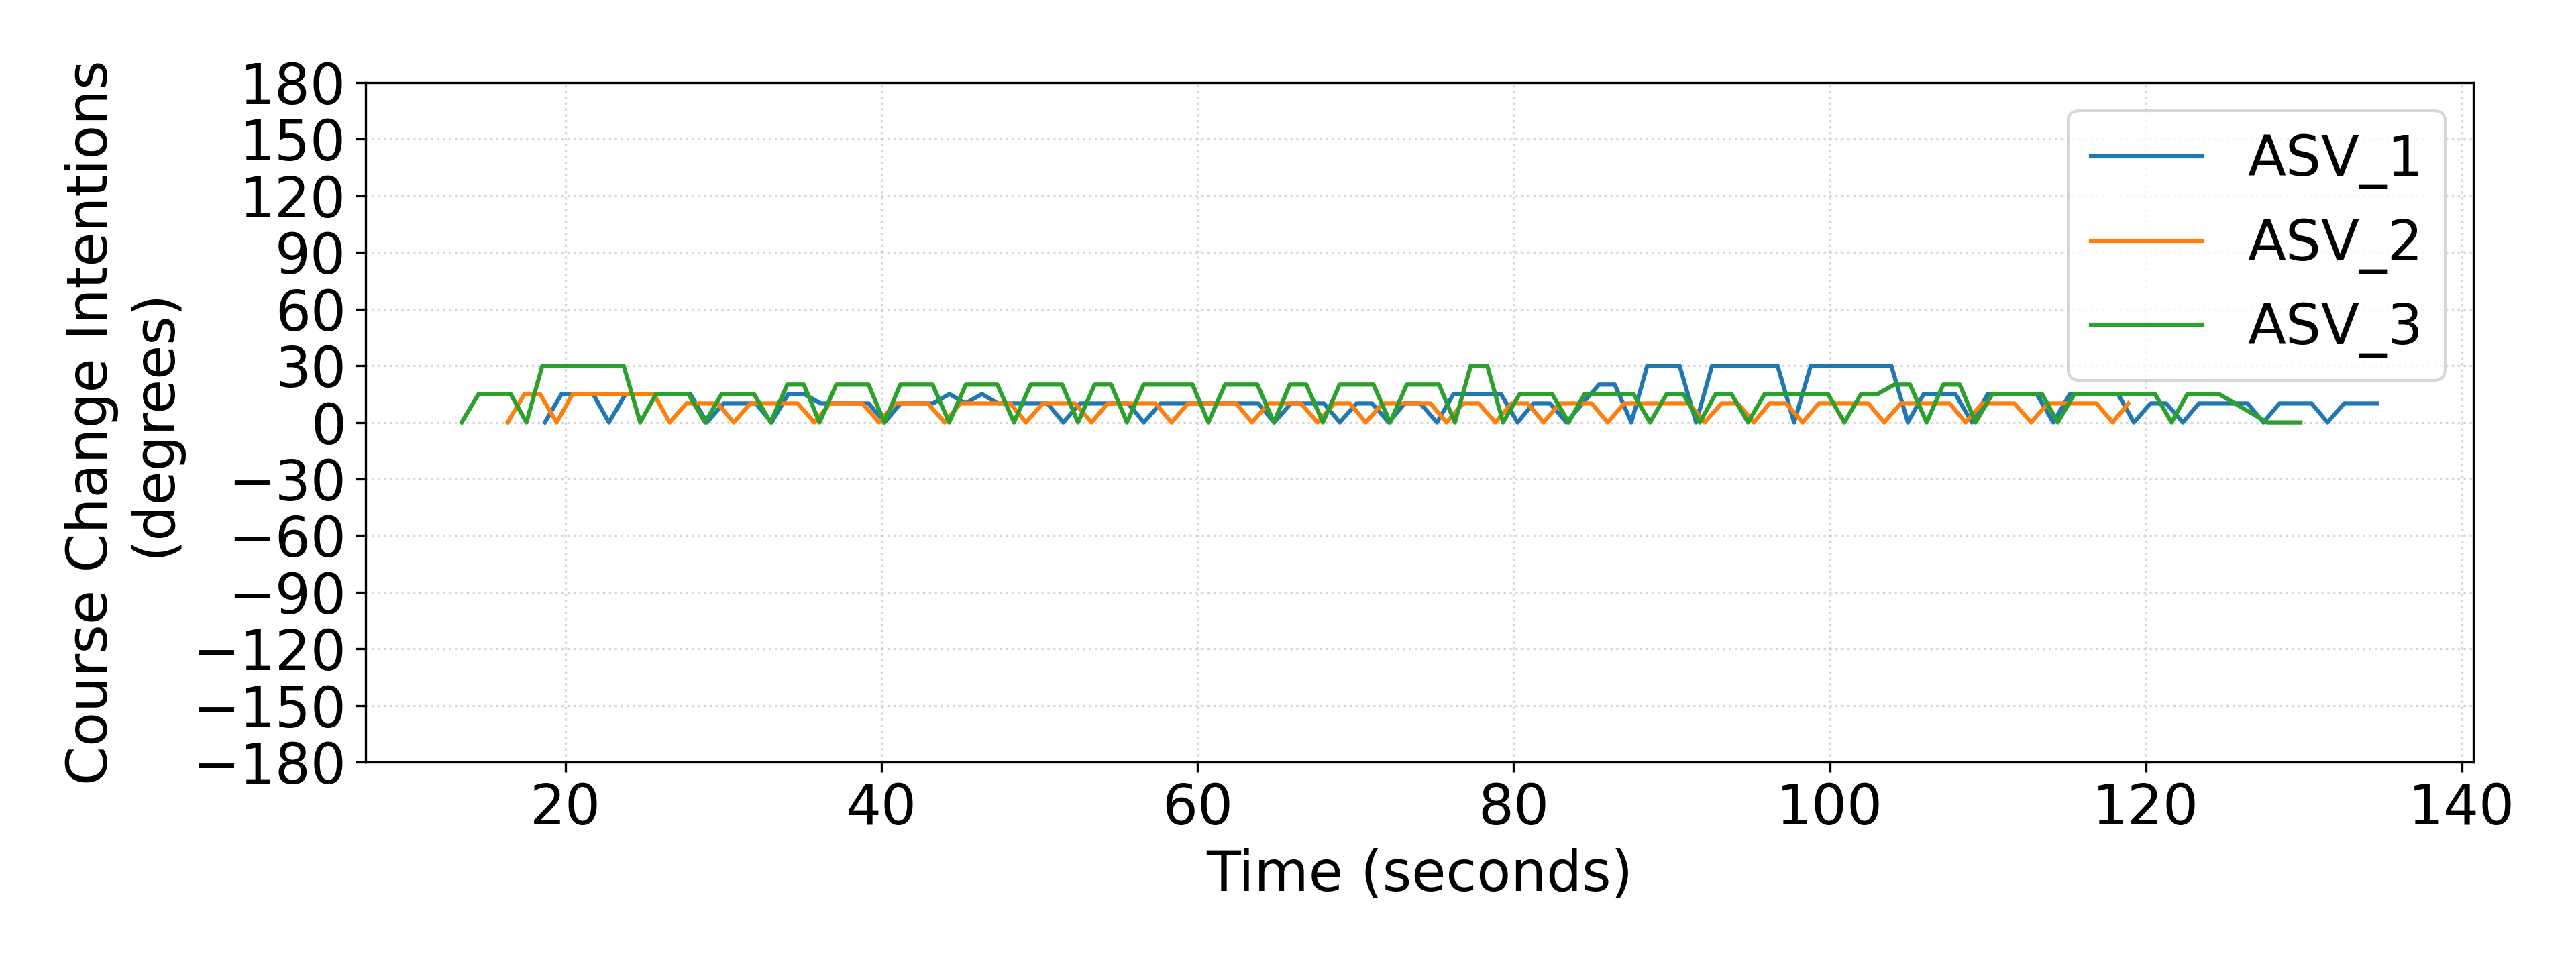 Course Change Intentions
(degrees)
180
150
120
90
60
30
0
−30
−60
−90
−120
−150
−180
20 40 60 80 100 120 140
Time (seconds)
ASV_1
ASV_2
ASV_3